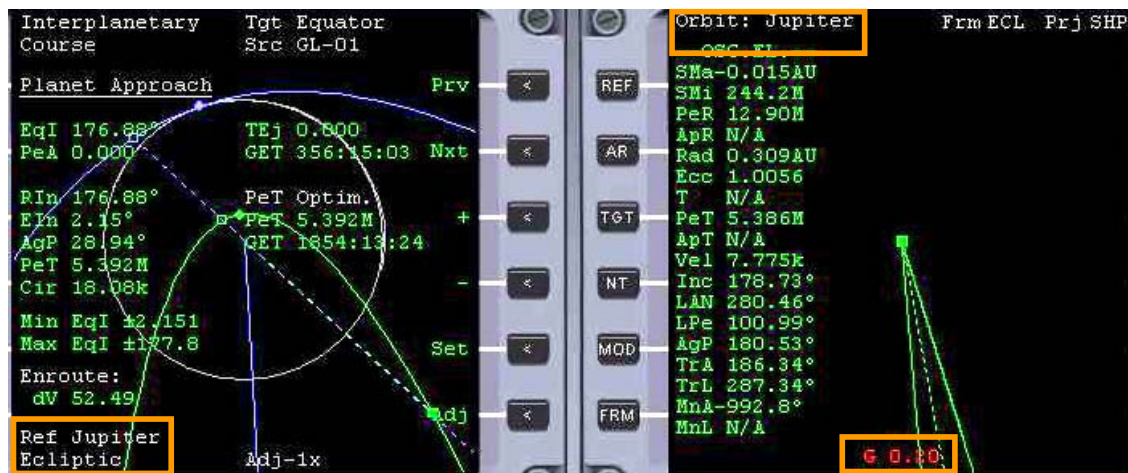 Interplanetary Tgt Equator
Course Src GL-01
Planet Approach Prv
EqI 176.88° TEj 0.000
PeA 0.000 GET 356:15:03 Nxt
RIn 176.88° PeT Optim.
EIn 2.15° PeT 5.392M +
AgP 28.94° GET 1854:13:24
PeT 5.392M
Cir 18.08k -
Min EqI ±2.151
Max EqI ±177.8 Set
Enroute:
dV 52.49 Adj
Ref Jupiter
Ecliptic Adj-1x
< REF
< AR
< TGT
< NT
< MOD
< FRM
Orbit: Jupiter Frm ECL Prj SHP
OSC.EL.
SMa-0.015AU
SMi 244.2M
PeR 12.90M
ApR N/A
Rad 0.309AU
Ecc 1.0056
T N/A
PeT 5.386M
ApT N/A
Vel 7.775k
Inc 178.73°
LAN 280.46°
LPe 100.99°
AgP 180.53°
TrA 186.34°
TrL 287.34°
MnA-992.8°
MnL N/A
G 0.20